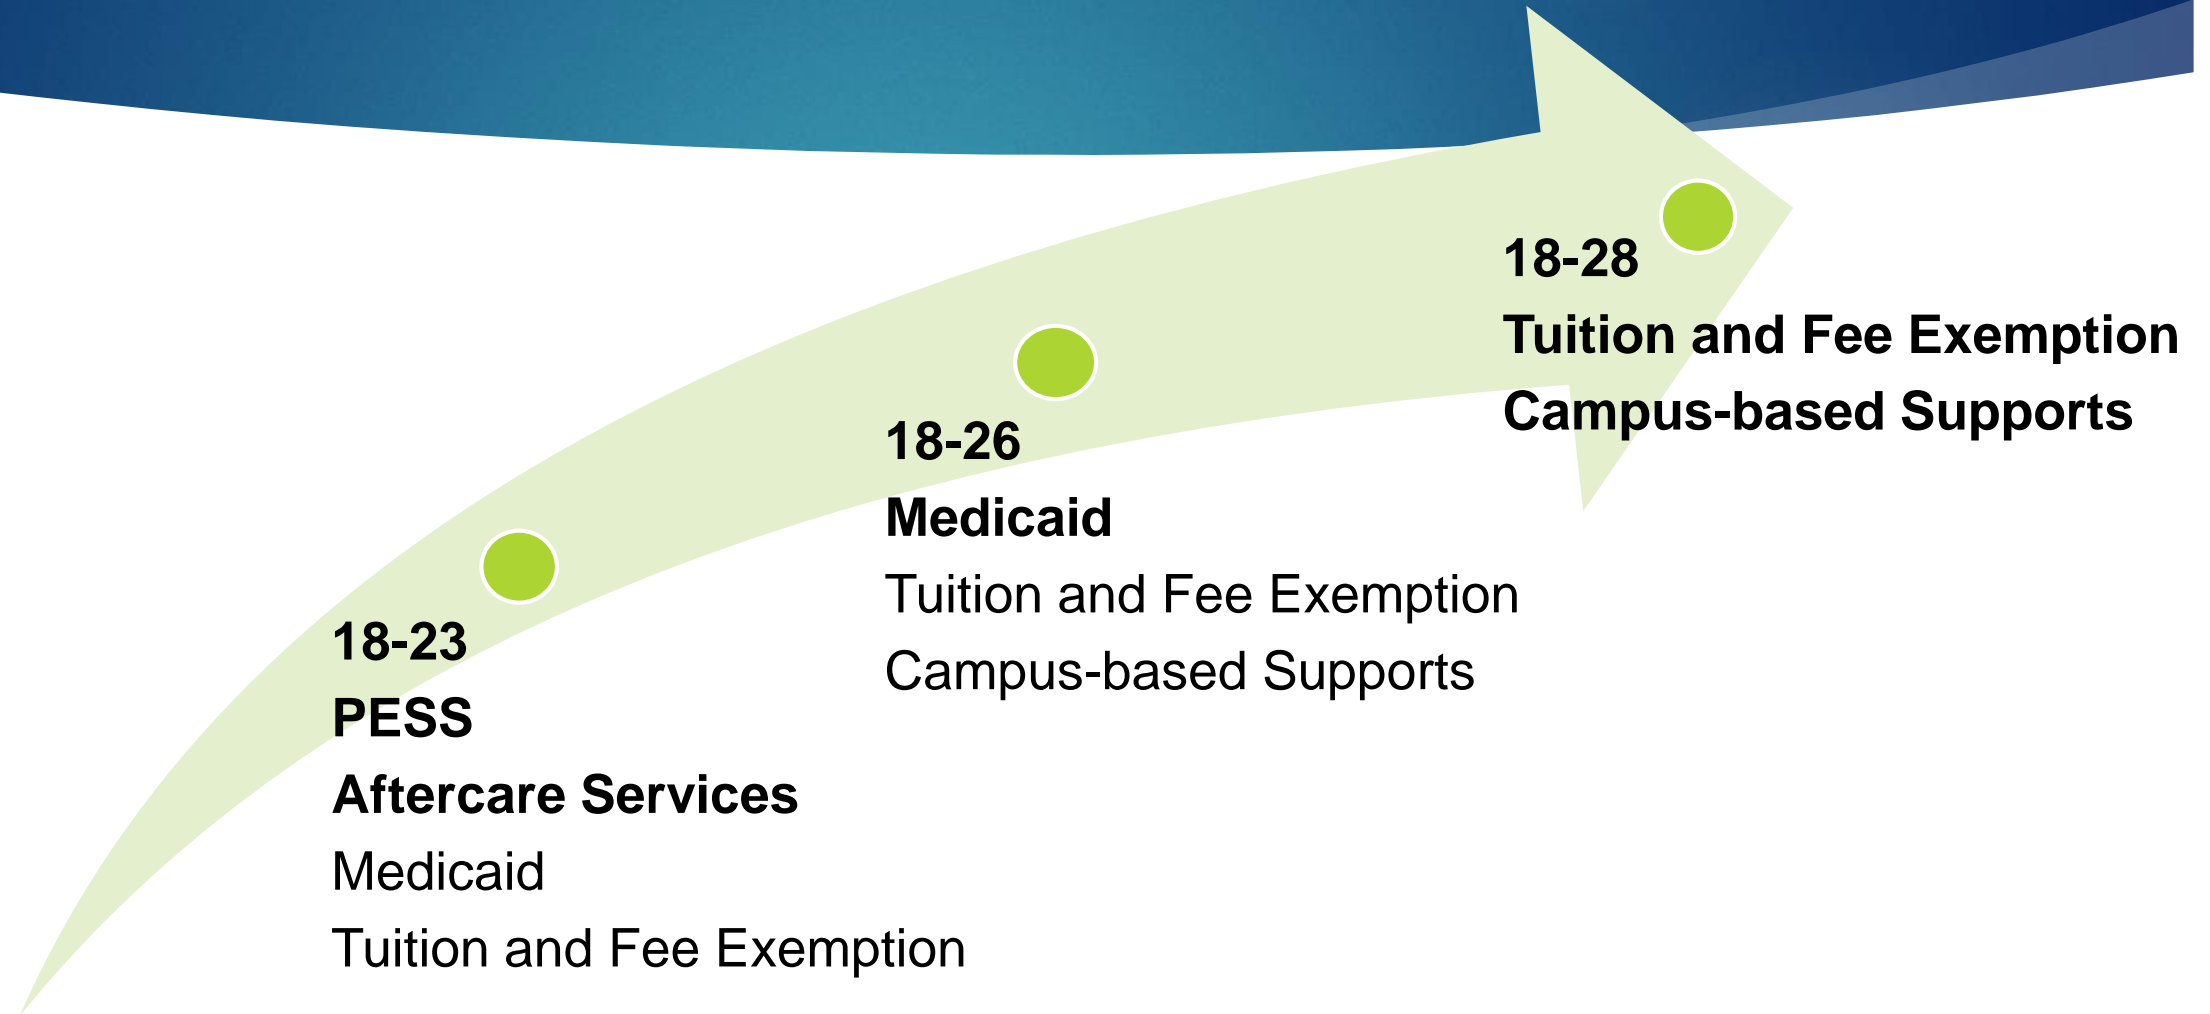 18-23
PESS
Aftercare Services
Medicaid
Tuition and Fee Exemption
18-26
Medicaid
Tuition and Fee Exemption
Campus-based Supports
18-28
Tuition and Fee Exemption
Campus-based Supports